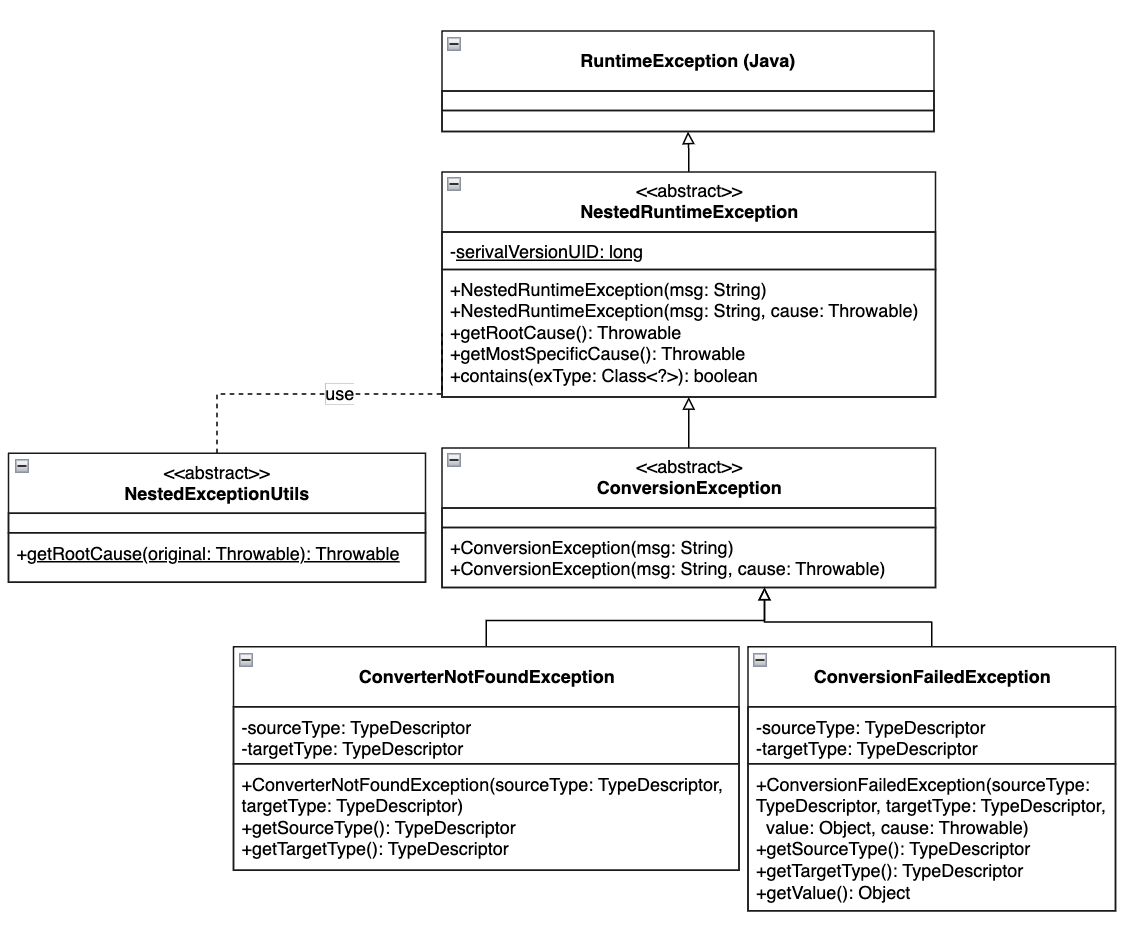 RuntimeException (Java)
<<abstract>>
NestedRuntimeException
-serivalVersionUID: long
+NestedRuntimeException(msg: String)
+NestedRuntimeException(msg: String, cause: Throwable)
+getRootCause(): Throwable
+getMostSpecificCause(): Throwable
+contains(exType: Class<?>): boolean
use
<<abstract>>
NestedExceptionUtils
+getRootCause(original: Throwable): Throwable
<<abstract>>
ConversionException
+ConversionException(msg: String)
+ConversionException(msg: String, cause: Throwable)
ConverterNotFoundException
-sourceType: TypeDescriptor
-targetType: TypeDescriptor
+ConverterNotFoundException(sourceType: TypeDescriptor,
targetType: TypeDescriptor)
+getSourceType(): TypeDescriptor
+getTargetType(): TypeDescriptor
ConversionFailedException
-sourceType: TypeDescriptor
-targetType: TypeDescriptor
+ConversionFailedException(sourceType:
TypeDescriptor, targetType: TypeDescriptor,
value: Object, cause: Throwable)
+getSourceType(): TypeDescriptor
+getTargetType(): TypeDescriptor
+getValue(): Object